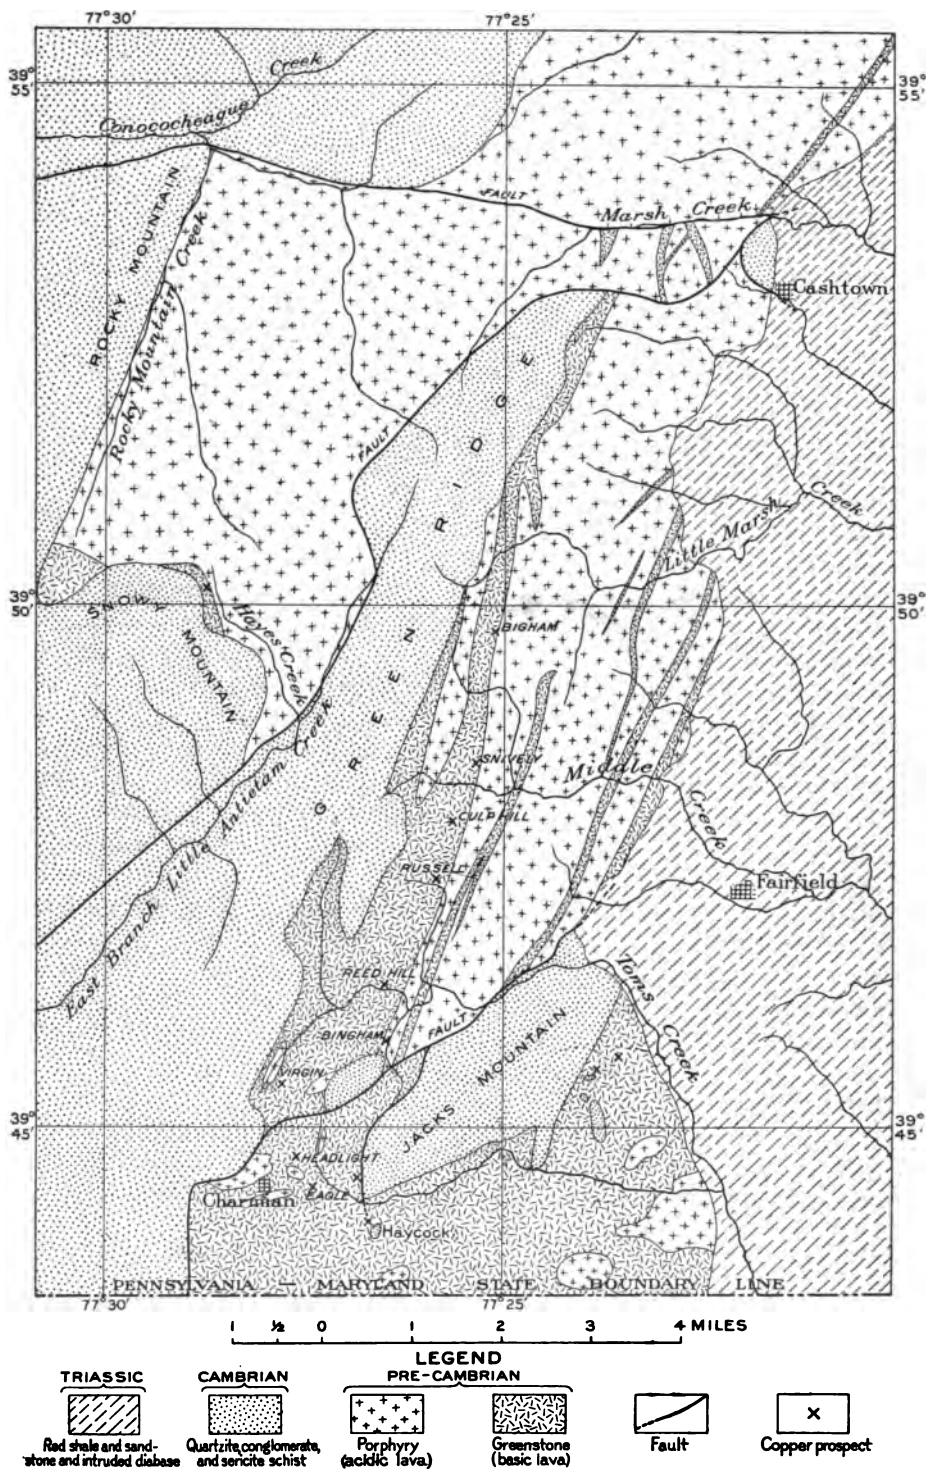 77°30′ 77°25′
39° 55′
39° 55′
Conococheague Creek
ROCKY MOUNTAIN
Rocky Mountain Creek
FAULT
Marsh Creek
Cashtown
FAULT
GREEN RIDGE
Creek
Little Marsh
39° 50′
39° 50′
SNOWY MOUNTAIN
Hayes Creek
BIGHAM
SNIVELY
Middle Creek
CULP HILL
RUSSELL
Fairfield
East Branch Little Antietam Creek
REED HILL
Toms Creek
BINGHAM
FAULT
VIRGIN
JACKS MOUNTAIN
39° 45′
39° 45′
HEADLIGHT
EAGLE
Charmian
Haycock
PENNSYLVANIA — MARYLAND STATE BOUNDARY LINE
77°30′ 77°25′
1 ½ 0 1 2 3 4 MILES
LEGEND
TRIASSIC CAMBRIAN PRE-CAMBRIAN
Red shale and sand-
stone and intruded diabase
Quartzite, conglomerate,
and sericite schist
Porphyry
(acidic lava)
Greenstone
(basic lava)
Fault
Copper prospect